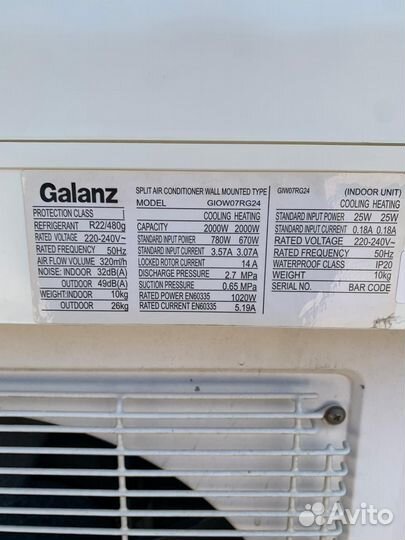 Galanz
PROTECTION CLASS I
REFRIGERANT R22/480g
RATED VOLTAGE 220-240V~
RATED FREQUENCY 50Hz
AIR FLOW VOLUME 320m³/h
NOISE: INDOOR 32dB(A)
OUTDOOR 49dB(A)
WEIGHT:INDOOR 10kg
OUTDOOR 26kg
SPLIT AIR CONDITIONER WALL MOUNTED TYPE
MODEL GIOW07RG24
COOLING HEATING
CAPACITY 2000W 2000W
STANDARD INPUT POWER 780W 670W
STANDARD INPUT CURRENT 3.57A 3.07A
LOCKED ROTOR CURRENT 14 A
DISCHARGE PRESSURE 2.7 MPa
SUCTION PRESSURE 0.65 MPa
RATED POWER EN60335 1020W
RATED CURRENT EN60335 5.19A
GIW07RG24 (INDOOR UNIT)
COOLING HEATING
STANDARD INPUT POWER 25W 25W
STANDARD INPUT CURRENT 0.18A 0.18A
RATED VOLTAGE 220-240V~
RATED FREQUENCY 50Hz
WATERPROOF CLASS IP20
WEIGHT 10kg
SERIAL NO. BAR CODE
Avito